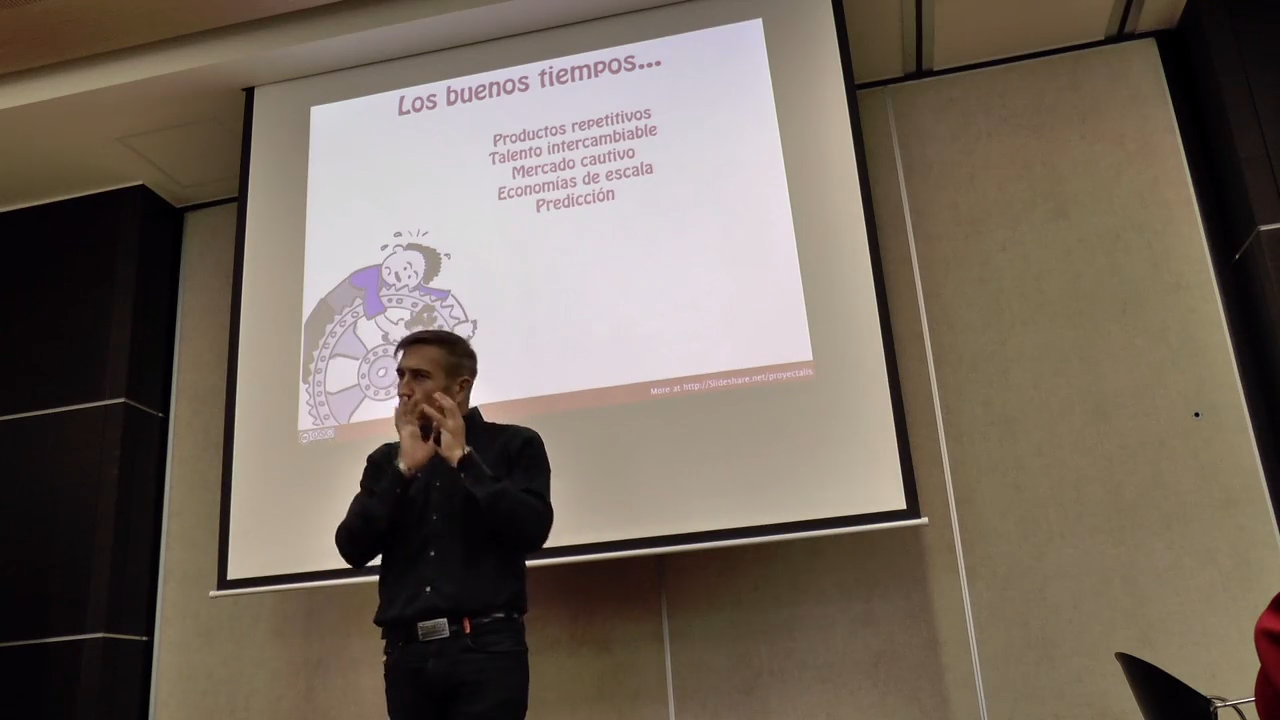 Los buenos tiempos...
Productos repetitivos
Talento intercambiable
Mercado cautivo
Economías de escala
Predicción
More at http://Slideshare.net/proyectalis